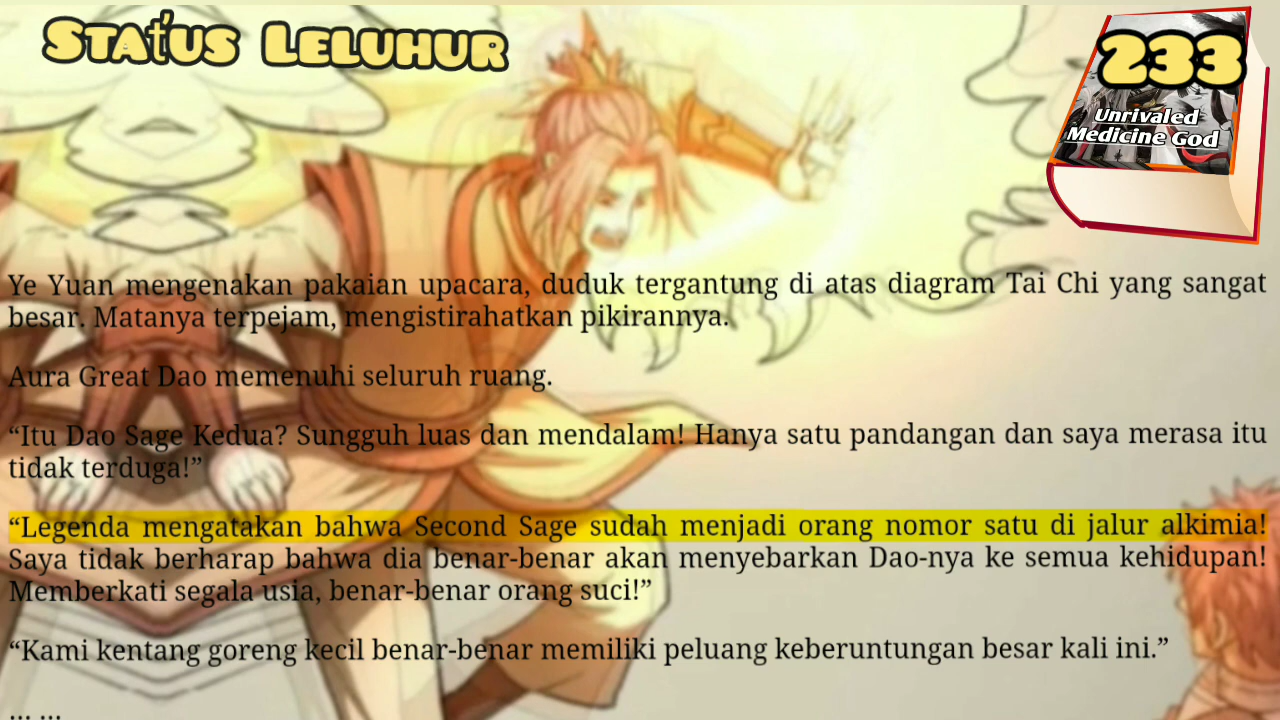 Status Leluhur
233
Unrivaled
Medicine God
Ye Yuan mengenakan pakaian upacara, duduk tergantung di atas diagram Tai Chi yang sangat
besar. Matanya terpejam, mengistirahatkan pikirannya.
Aura Great Dao memenuhi seluruh ruang.
“Itu Dao Sage Kedua? Sungguh luas dan mendalam! Hanya satu pandangan dan saya merasa itu
tidak terduga!”
“Legenda mengatakan bahwa Second Sage sudah menjadi orang nomor satu di jalur alkimia!
Saya tidak berharap bahwa dia benar-benar akan menyebarkan Dao-nya ke semua kehidupan!
Memberkati segala usia, benar-benar orang suci!”
“Kami kentang goreng kecil benar-benar memiliki peluang keberuntungan besar kali ini.”
... ...